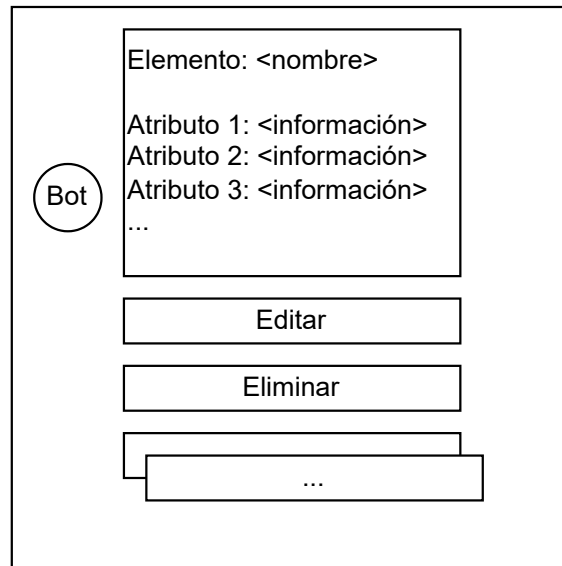 Elemento: <nombre>
Atributo 1: <información>
Atributo 2: <información>
Bot
Atributo 3: <información>
...
Editar
Eliminar
...